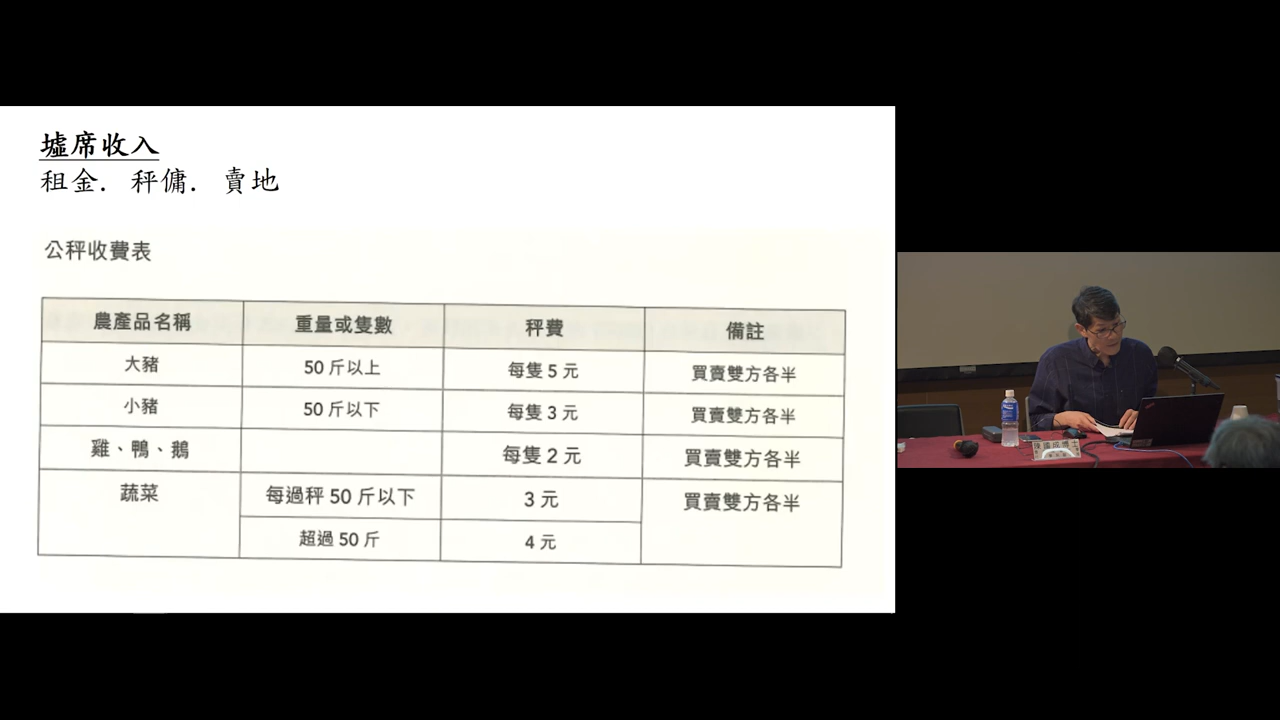 墟席收入
租金. 秤傭. 賣地
公秤收費表
農產品名稱 重量或隻數 秤費 備註
大豬 50 斤以上 每隻 5 元 買賣雙方各半
小豬 50 斤以下 每隻 3 元 買賣雙方各半
雞、鴨、鵝 每隻 2 元 買賣雙方各半
蔬菜 每過秤 50 斤以下 3 元 買賣雙方各半
超過 50 斤 4 元